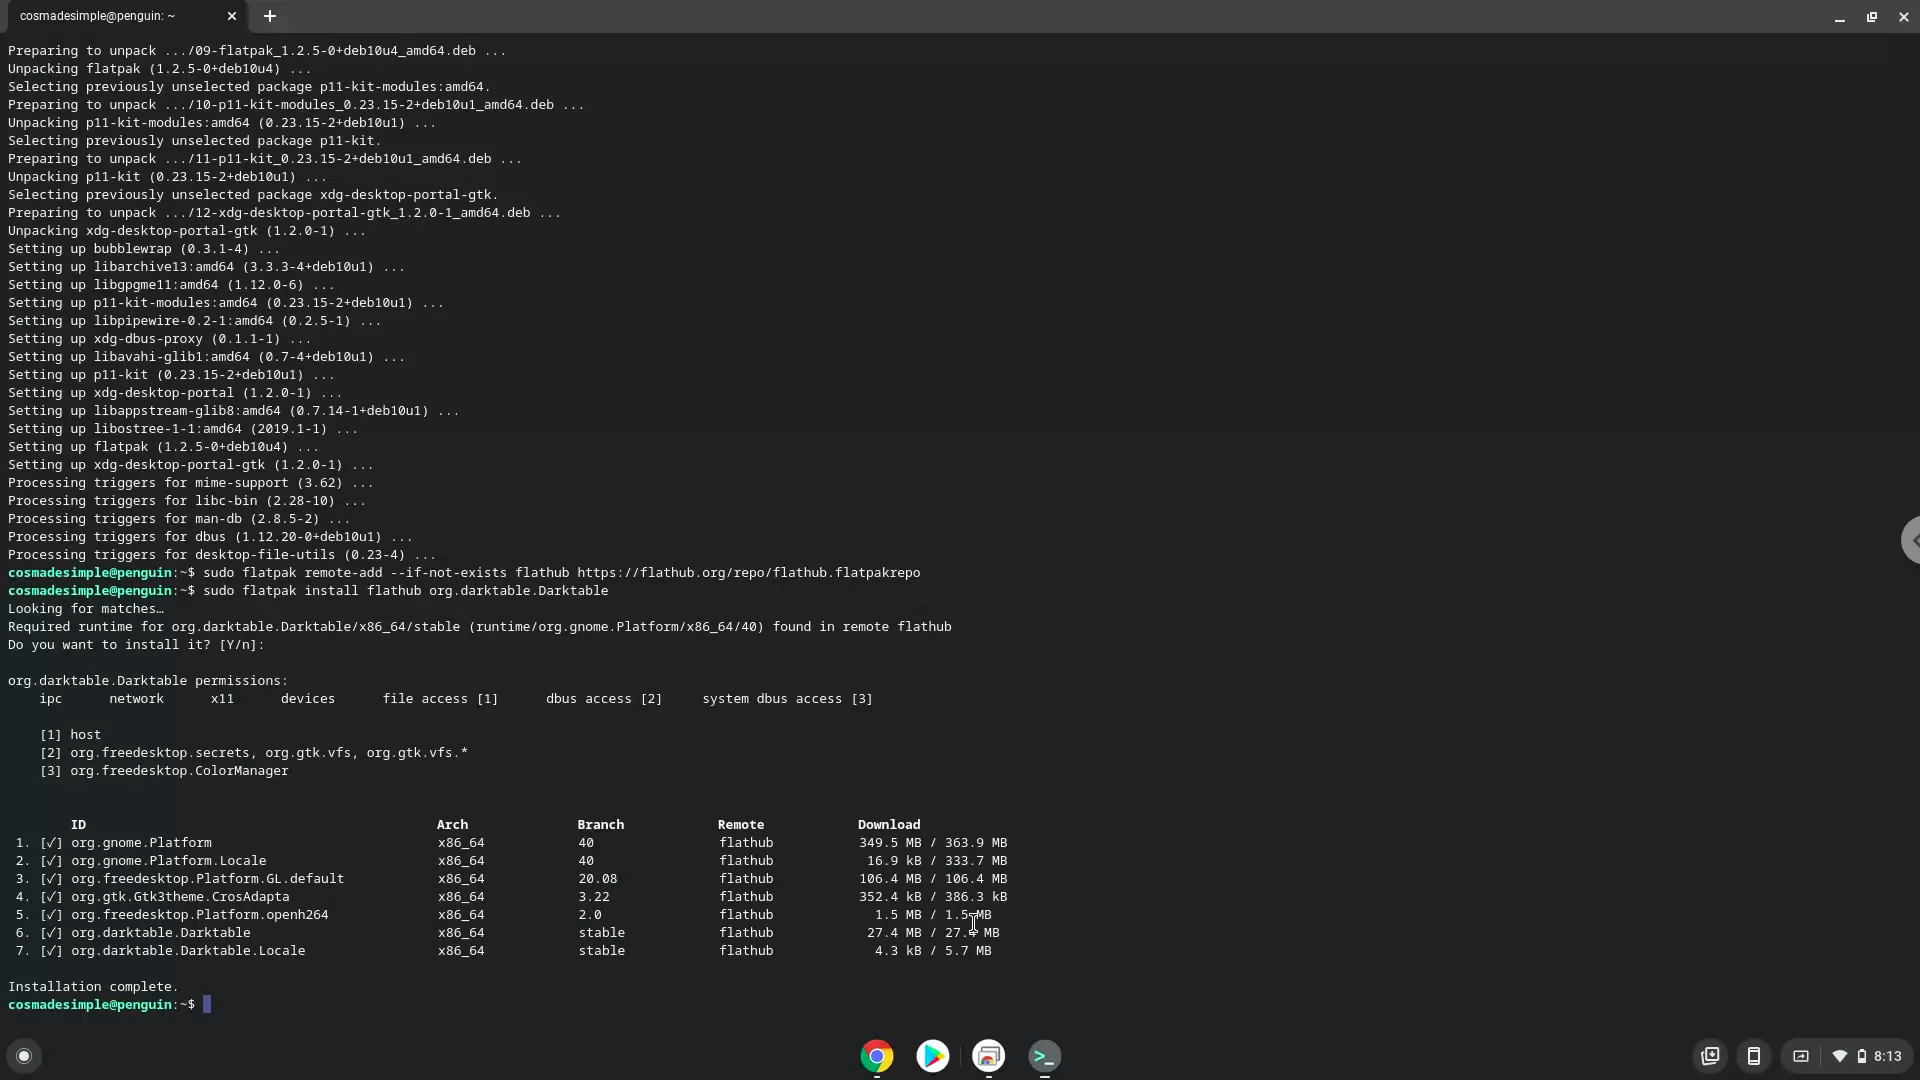 cosmadesimple@penguin: ~
Preparing to unpack .../09-flatpak_1.2.5-0+deb10u4_amd64.deb ...
Unpacking flatpak (1.2.5-0+deb10u4) ...
Selecting previously unselected package p11-kit-modules:amd64.
Preparing to unpack .../10-p11-kit-modules_0.23.15-2+deb10u1_amd64.deb ...
Unpacking p11-kit-modules:amd64 (0.23.15-2+deb10u1) ...
Selecting previously unselected package p11-kit.
Preparing to unpack .../11-p11-kit_0.23.15-2+deb10u1_amd64.deb ...
Unpacking p11-kit (0.23.15-2+deb10u1) ...
Selecting previously unselected package xdg-desktop-portal-gtk.
Preparing to unpack .../12-xdg-desktop-portal-gtk_1.2.0-1_amd64.deb ...
Unpacking xdg-desktop-portal-gtk (1.2.0-1) ...
Setting up bubblewrap (0.3.1-4) ...
Setting up libarchive13:amd64 (3.3.3-4+deb10u1) ...
Setting up libgpgme11:amd64 (1.12.0-6) ...
Setting up p11-kit-modules:amd64 (0.23.15-2+deb10u1) ...
Setting up libpipewire-0.2-1:amd64 (0.2.5-1) ...
Setting up xdg-dbus-proxy (0.1.1-1) ...
Setting up libavahi-glib1:amd64 (0.7-4+deb10u1) ...
Setting up p11-kit (0.23.15-2+deb10u1) ...
Setting up xdg-desktop-portal (1.2.0-1) ...
Setting up libappstream-glib8:amd64 (0.7.14-1+deb10u1) ...
Setting up libostree-1-1:amd64 (2019.1-1) ...
Setting up flatpak (1.2.5-0+deb10u4) ...
Setting up xdg-desktop-portal-gtk (1.2.0-1) ...
Processing triggers for mime-support (3.62) ...
Processing triggers for libc-bin (2.28-10) ...
Processing triggers for man-db (2.8.5-2) ...
Processing triggers for dbus (1.12.20-0+deb10u1) ...
Processing triggers for desktop-file-utils (0.23-4) ...
cosmadesimple@penguin:~$ sudo flatpak remote-add --if-not-exists flathub https://flathub.org/repo/flathub.flatpakrepo
cosmadesimple@penguin:~$ sudo flatpak install flathub org.darktable.Darktable
Looking for matches…
Required runtime for org.darktable.Darktable/x86_64/stable (runtime/org.gnome.Platform/x86_64/40) found in remote flathub
Do you want to install it? [Y/n]:
org.darktable.Darktable permissions:
ipc network x11 devices file access [1] dbus access [2] system dbus access [3]
[1] host
[2] org.freedesktop.secrets, org.gtk.vfs, org.gtk.vfs.*
[3] org.freedesktop.ColorManager
ID Arch Branch Remote Download
1. [✓] org.gnome.Platform x86_64 40 flathub 349.5 MB / 363.9 MB
2. [✓] org.gnome.Platform.Locale x86_64 40 flathub 16.9 kB / 333.7 MB
3. [✓] org.freedesktop.Platform.GL.default x86_64 20.08 flathub 106.4 MB / 106.4 MB
4. [✓] org.gtk.Gtk3theme.CrosAdapta x86_64 3.22 flathub 352.4 kB / 386.3 kB
5. [✓] org.freedesktop.Platform.openh264 x86_64 2.0 flathub 1.5 MB / 1.5 MB
6. [✓] org.darktable.Darktable x86_64 stable flathub 27.4 MB / 27.4 MB
7. [✓] org.darktable.Darktable.Locale x86_64 stable flathub 4.3 kB / 5.7 MB
Installation complete.
cosmadesimple@penguin:~$
8:13